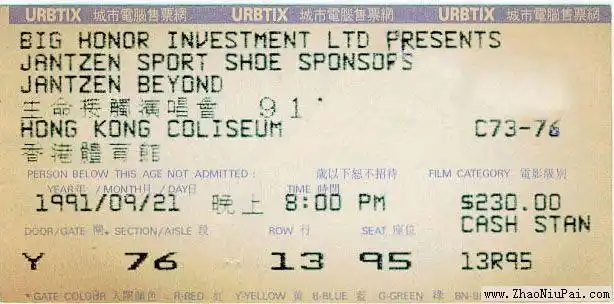 URBTIX 城市電腦售票網 URBTIX 城市電腦售票網 URBTIX 城市電腦售票網
BIG HONOR INVESTMENT LTD PRESENTS
JANTZEN SPORT SHOE SPONSORS
JANTZEN BEYOND
生命接觸演唱會 91'
HONG KONG COLISEUM C73-76
香港體育館
PERSON BELOW THIS AGE NOT ADMITTED: 歲以下恕不招待 FILM CATEGORY 電影級別
YEAR年 / MONTH月 / DAY日 TIME 時間
1991/09/21 晚上 8:00 PM $230.00
CASH STAN
DOOR/GATE 閘. SECTION/AISLE 段 ROW 行 SEAT 座位
Y 76 13 95 13R95
*GATE COLOUR 入閘顏色 R-RED 紅 Y-YELLOW 黃 B-BLUE 藍 G-GREEN 綠
www.ZhaoNiuPai.com